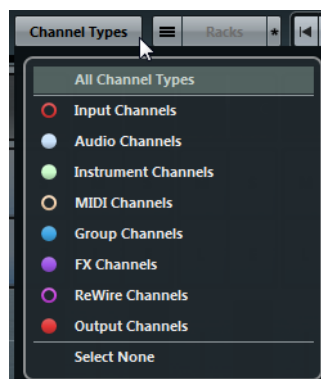 Channel Types Racks *
All Channel Types
Input Channels
Audio Channels
Instrument Channels
MIDI Channels
Group Channels
FX Channels
ReWire Channels
Output Channels
Select None